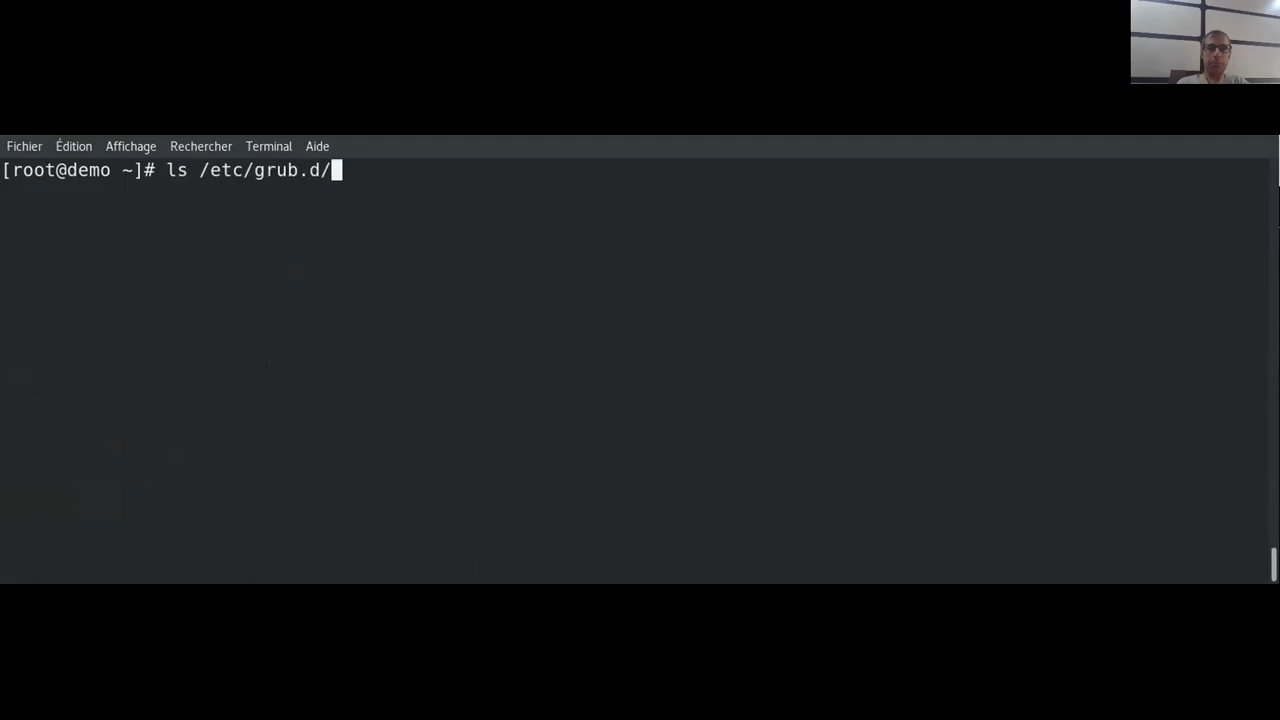 Fichier Édition Affichage Rechercher Terminal Aide
[root@demo ~]# ls /etc/grub.d/